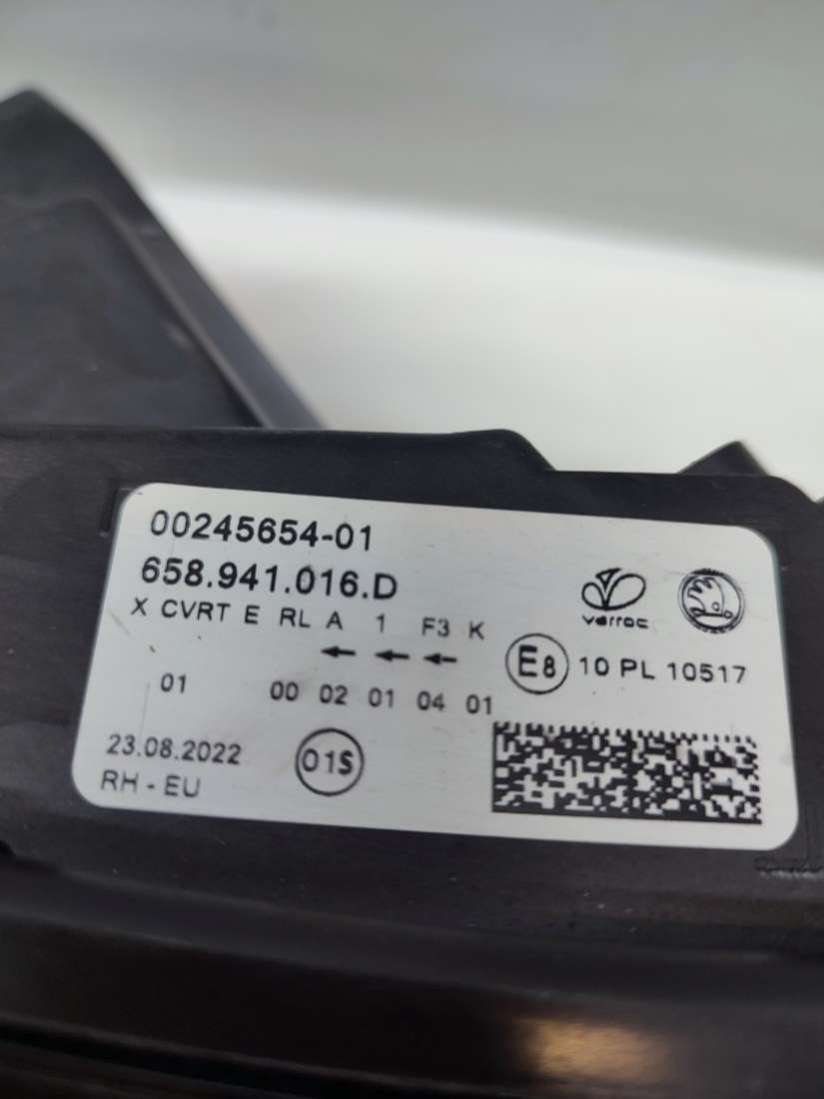 00245654-01
658.941.016.D
X CVRT E RL A 1 F3 K
varroc
E8 10 PL 10517
01 00 02 01 04 01
23.08.2022
01S
RH - EU